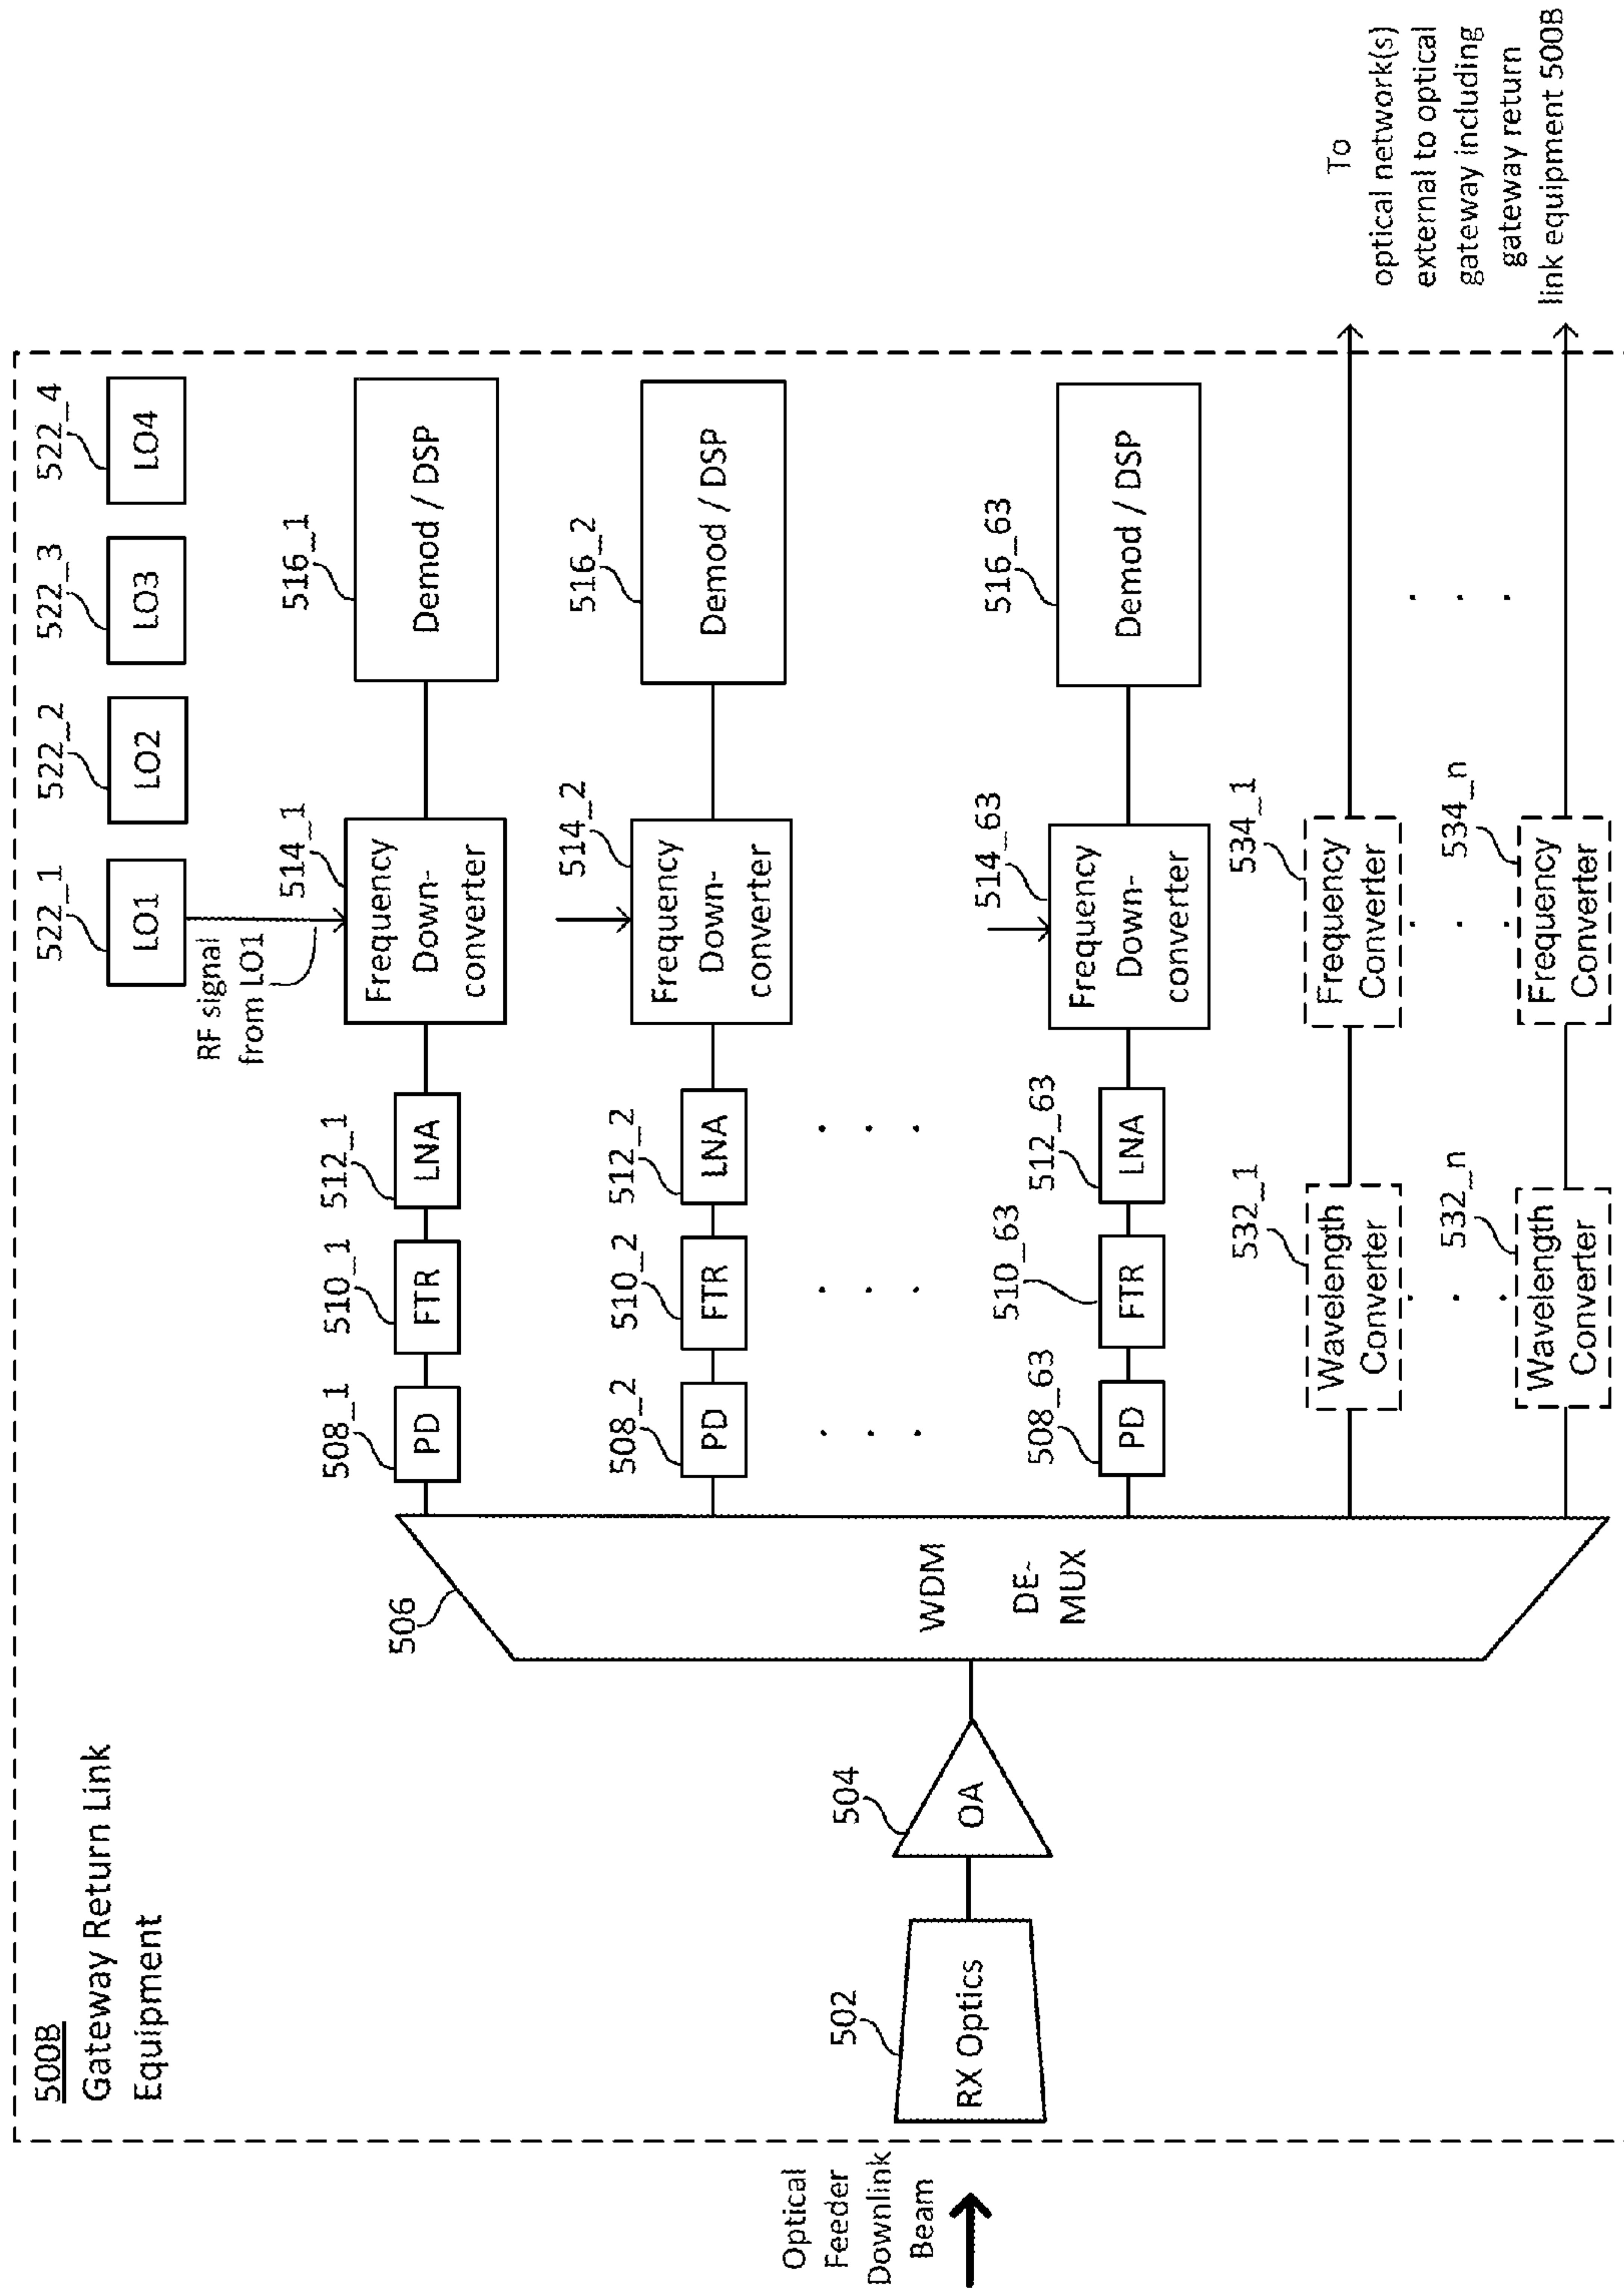 500B
Gateway Return Link
Equipment
Optical
Feeder
Downlink
Beam
502
RX Optics
504
OA
506
WDM
DE-
MUX
522_1
LO1
522_2
LO2
522_3
LO3
522_4
LO4
RF signal
from LO1
508_1
PD
510_1
FTR
512_1
LNA
514_1
Frequency
Down-
converter
516_1
Demod / DSP
508_2
PD
510_2
FTR
512_2
LNA
514_2
Frequency
Down-
converter
516_2
Demod / DSP
. . .
. . .
. . .
508_63
PD
510_63
FTR
512_63
LNA
514_63
Frequency
Down-
converter
516_63
Demod / DSP
532_1
Wavelength
Converter
534_1
Frequency
Converter
. . .
. . .
. . .
532_n
Wavelength
Converter
534_n
Frequency
Converter
To
optical network(s)
external to optical
gateway including
gateway return
link equipment 500B